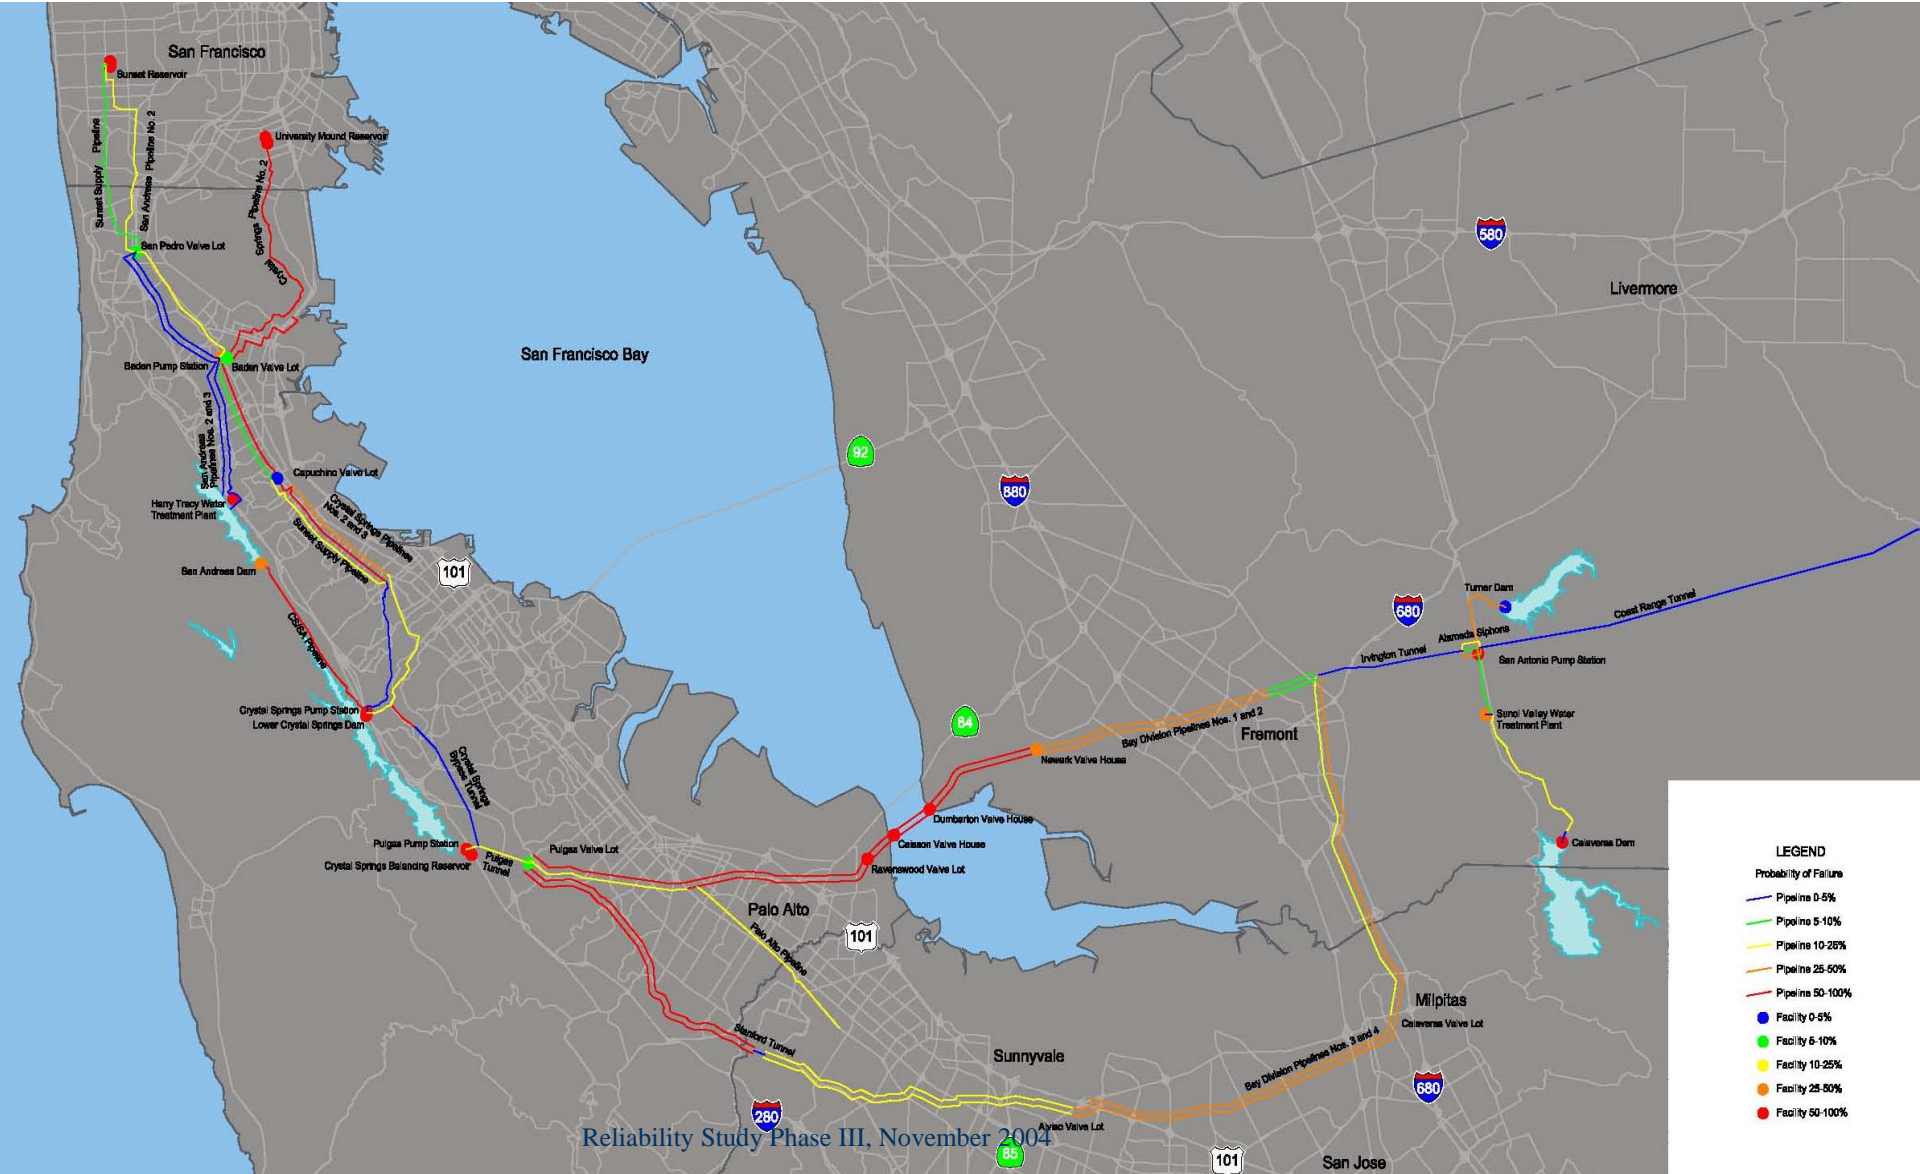 San Francisco
Sunset Reservoir
University Mound Reservoir
Sunset Supply Pipeline
San Andreas Pipeline No. 2
Crystal Springs Pipeline No. 2
San Pedro Valve Lot
580
Livermore
San Francisco Bay
Baden Pump Station
Baden Valve Lot
San Andreas
Pipelines Nos. 2 and 3
92
Capuchino Valve Lot
880
Harry Tracy Water
Treatment Plant
Crystal Springs Pipelines
Nos. 2 and 3
Sunset Supply Pipeline
San Andreas Dam
101
680
Turner Dam
Coast Range Tunnel
Alameda Siphons
Irvington Tunnel
San Antonio Pump Station
CS/SA Pipeline
Crystal Springs Pump Station
Lower Crystal Springs Dam
84
Bay Division Pipelines Nos. 1 and 2
Fremont
Sunol Valley Water
Treatment Plant
Crystal Springs
Bypass Tunnel
Newark Valve House
Dumbarton Valve House
Caisson Valve House
Ravenswood Valve Lot
Pulgas Pump Station
Pulgas Valve Lot
Crystal Springs Balancing Reservoir
Pulgas
Tunnel
Calaveras Dam
Palo Alto
Palo Alto Pipeline
101
Milpitas
Calaveras Valve Lot
Stanford Tunnel
Sunnyvale
Bay Division Pipelines Nos. 3 and 4
680
280
Alviso Valve Lot
Reliability Study Phase III, November 2004
85
101
San Jose
LEGEND
Probability of Failure
Pipeline 0-5%
Pipeline 5-10%
Pipeline 10-25%
Pipeline 25-50%
Pipeline 50-100%
Facility 0-5%
Facility 5-10%
Facility 10-25%
Facility 25-50%
Facility 50-100%